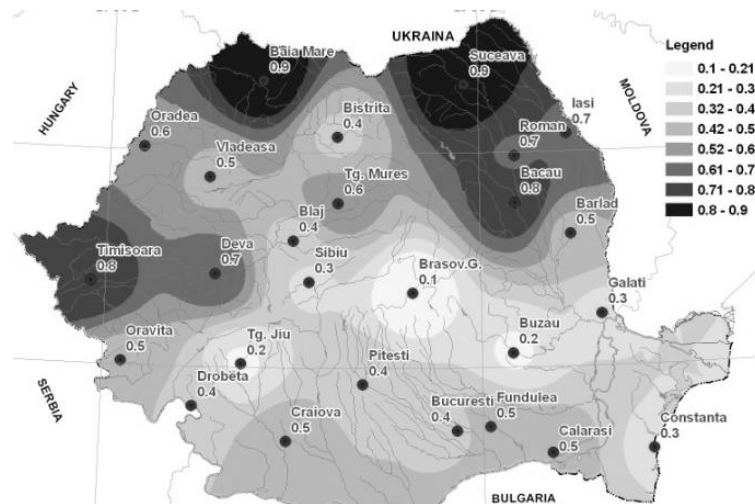 UKRAINA
Baia Mare
0.9
Suceava
0.9
Legend
0.1 - 0.21
0.21 - 0.3
0.32 - 0.4
0.42 - 0.5
0.52 - 0.6
0.61 - 0.7
0.71 - 0.8
0.8 - 0.9
HUNGARY
MOLDOVA
Oradea
0.6
Bistrita
0.4
Iasi
0.7
Roman
0.7
Vladeasa
0.5
Tg. Mures
0.6
Bacau
0.8
Blaj
0.4
Barlad
0.5
Timisoara
0.8
Deva
0.7
Sibiu
0.3
Brasov.G.
0.1
Galati
0.3
Oravita
0.5
Tg. Jiu
0.2
Buzau
0.2
Pitesti
0.4
SERBIA
Drobeta
0.4
Craiova
0.5
Bucuresti
0.4
Fundulea
0.5
Calarasi
0.5
Constanta
0.3
BULGARIA